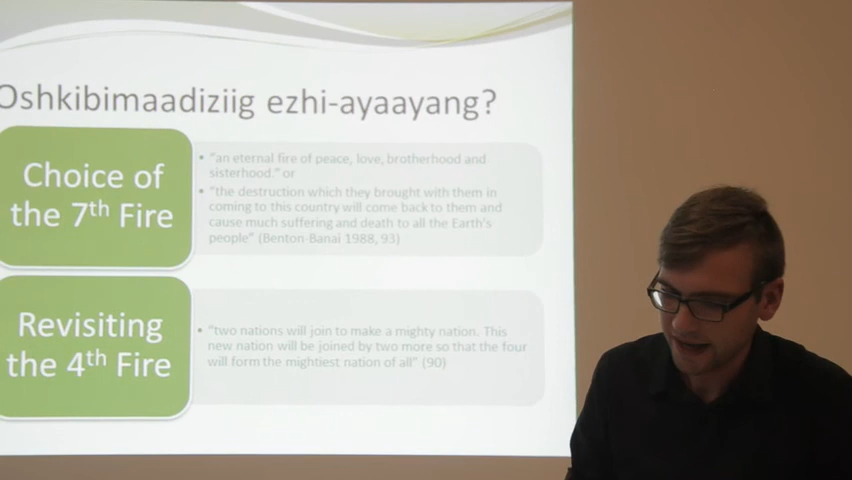 Oshkibimaadiziig ezhi-ayaayang?
Choice of
the 7th Fire
• "an eternal fire of peace, love, brotherhood and
sisterhood." or
• "the destruction which they brought with them in
coming to this country will come back to them and
cause much suffering and death to all the Earth's
people" (Benton-Banai 1988, 93)
Revisiting
the 4th Fire
• "two nations will join to make a mighty nation. This
new nation will be joined by two more so that the four
will form the mightiest nation of all" (90)